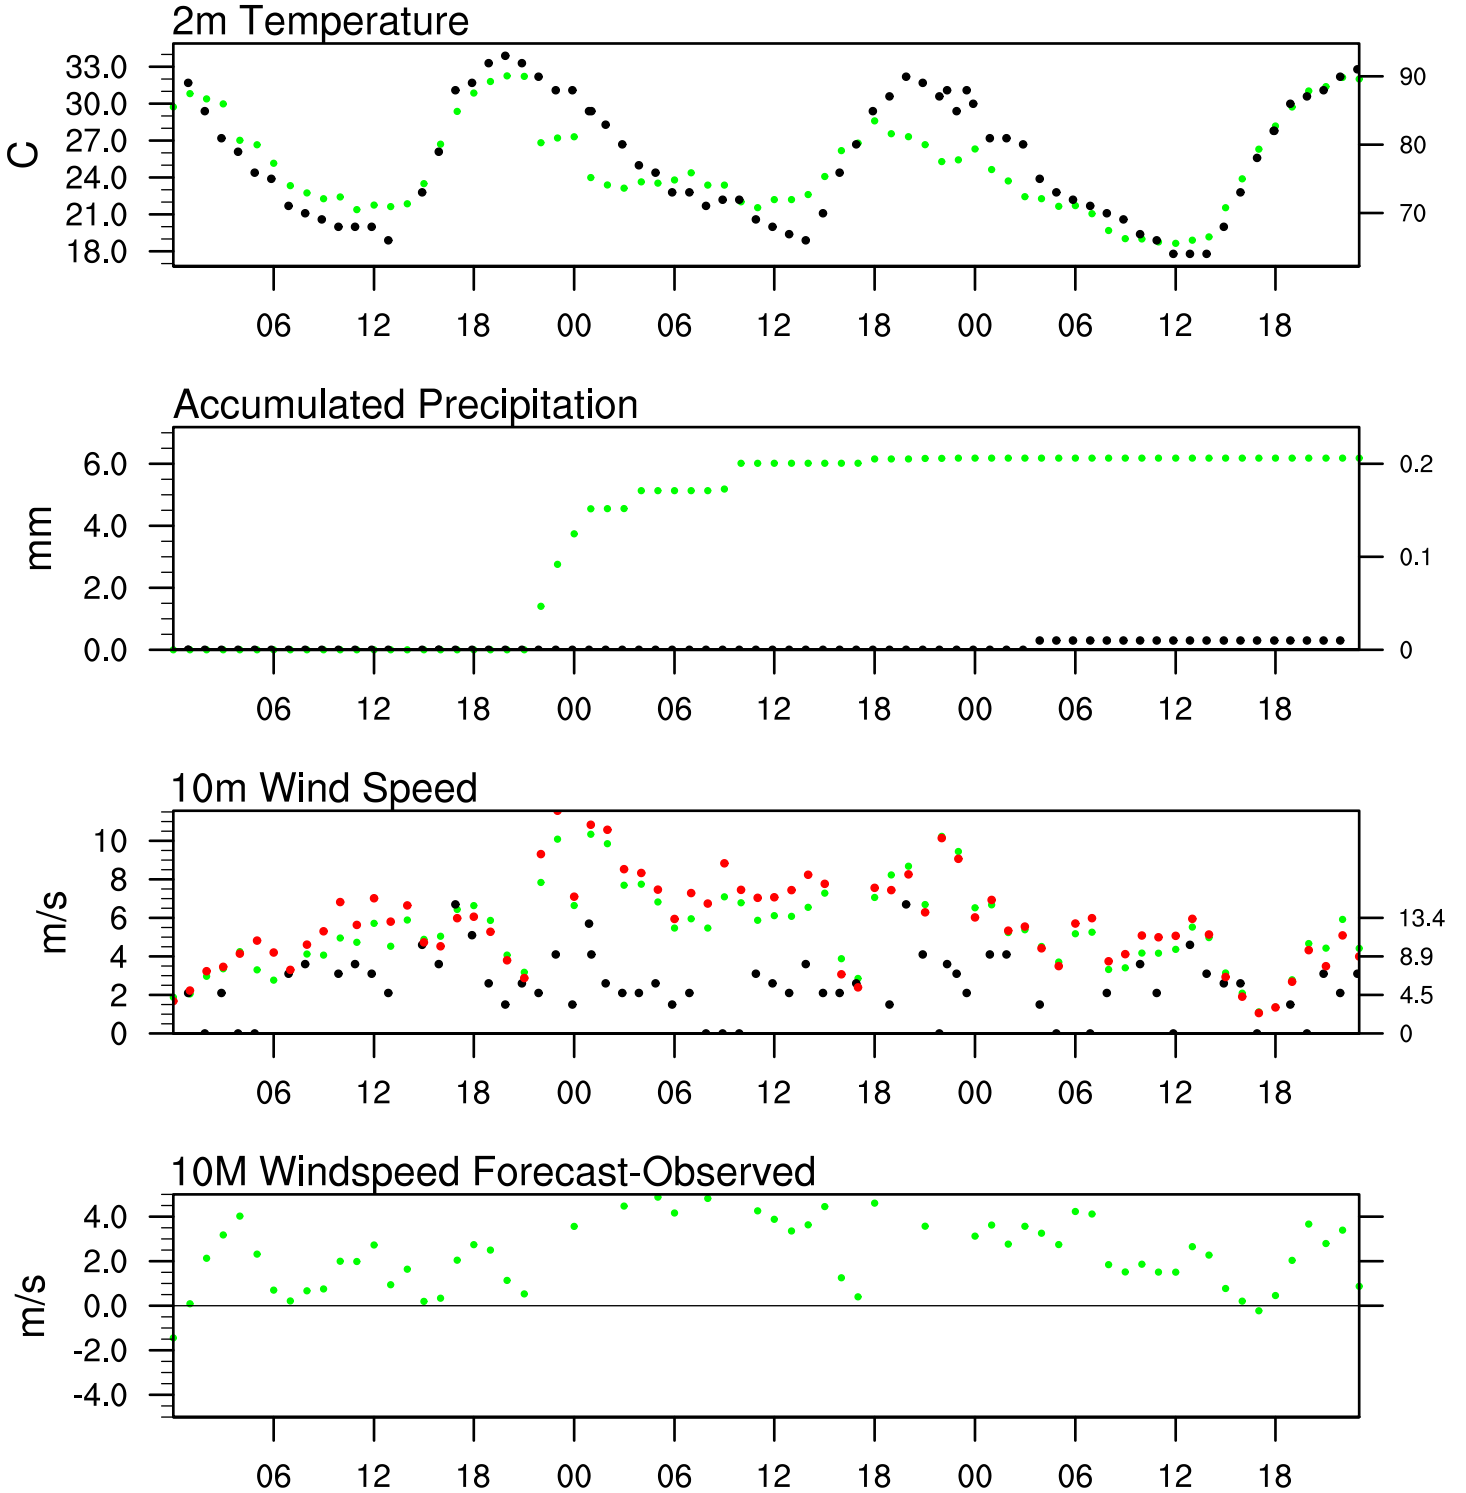 2m Temperature
33.0
30.0
27.0
24.0
21.0
18.0
C
90
80
70
06 12 18 00 06 12 18 00 06 12 18
Accumulated Precipitation
6.0
4.0
2.0
0.0
mm
0.2
0.1
0
06 12 18 00 06 12 18 00 06 12 18
10m Wind Speed
10
8
6
4
2
0
m/s
13.4
8.9
4.5
0
06 12 18 00 06 12 18 00 06 12 18
10M Windspeed Forecast-Observed
4.0
2.0
0.0
-2.0
-4.0
m/s
06 12 18 00 06 12 18 00 06 12 18